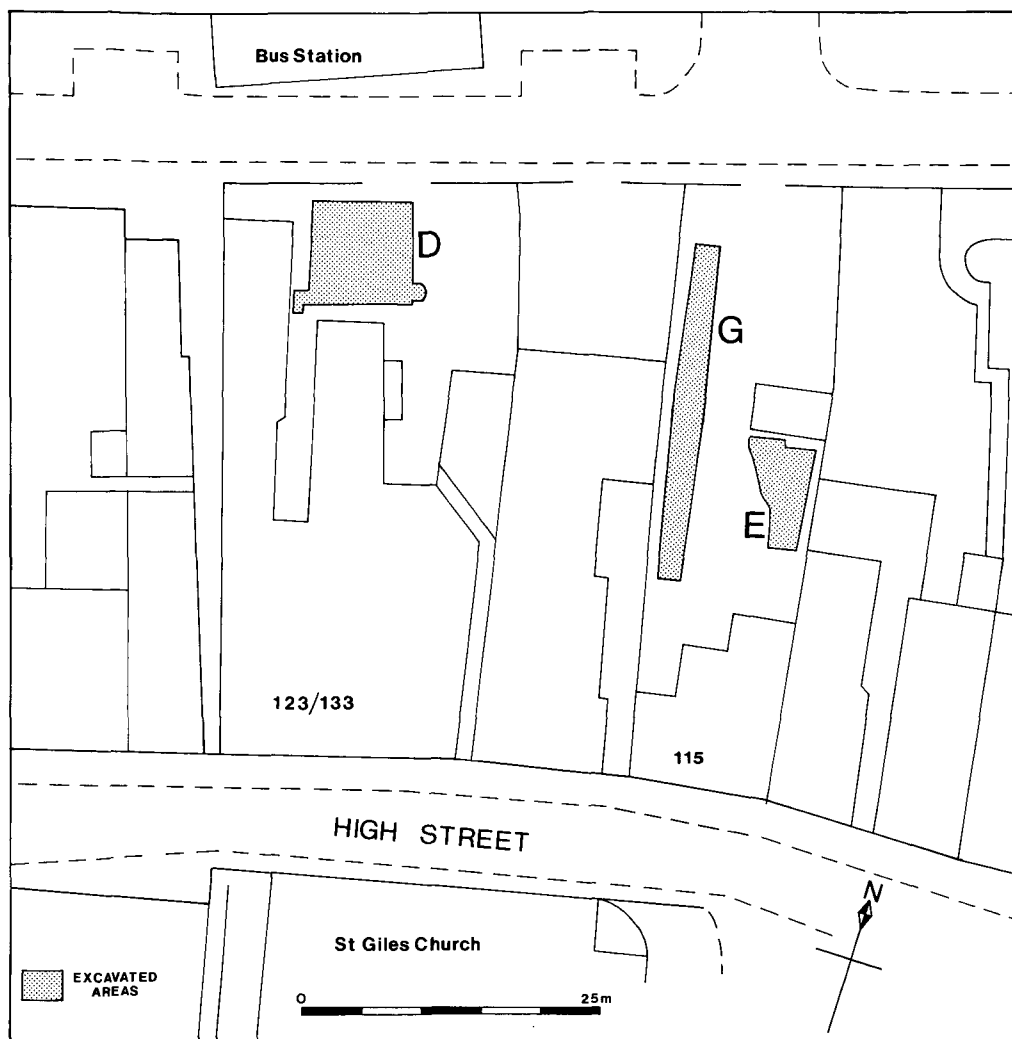 Bus Station
D
G
E
123/133
115
HIGH STREET
N
St Giles Church
EXCAVATED
AREAS
0
25m